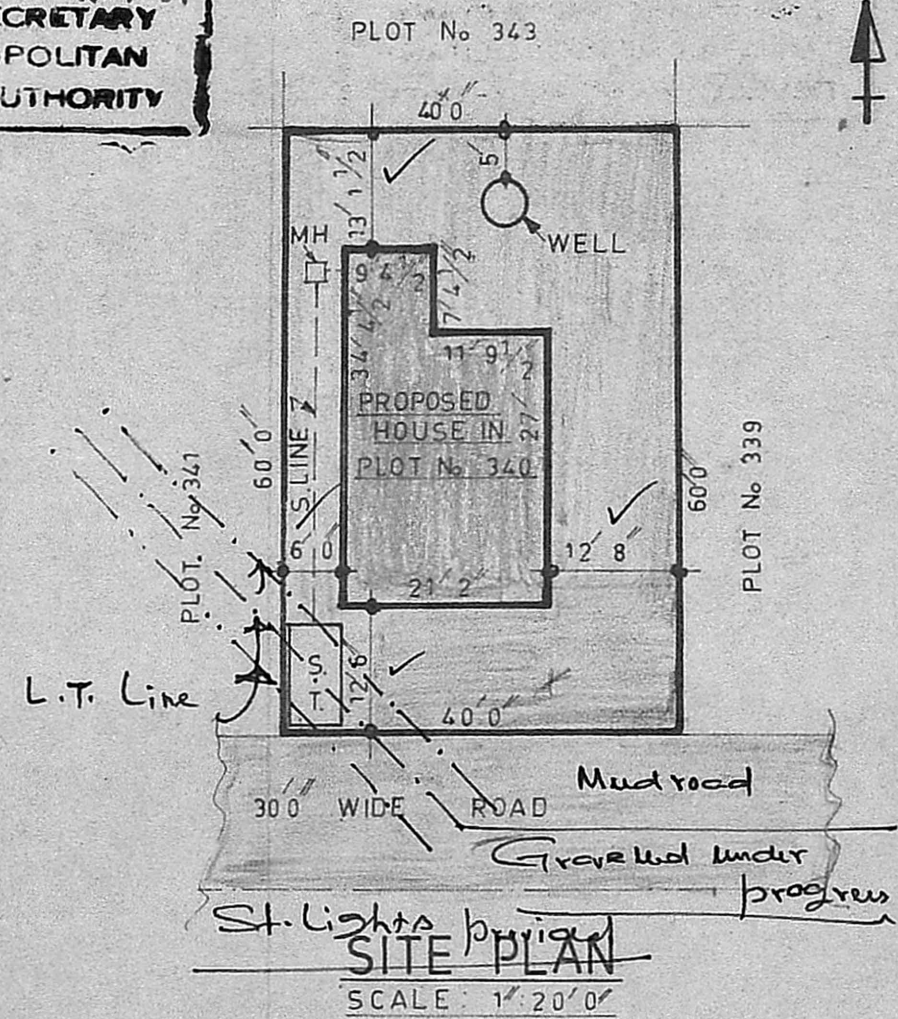 CRETARY
POLITAN
UTHORITY
PLOT No 343
40'0"
13' 1 1/2
5'
WELL
MH
9' 4 1/2
7' 4 1/2
11' 9 1/2
34' 4 1/2
27'
PROPOSED
HOUSE IN
PLOT No 340
S. LINE
60'0"
PLOT. No 341
60'0"
PLOT No 339
6' 0"
12' 8"
21' 2"
S.
T.
12' 8"
L.T. Line
40'0"
Mud road
30'0" WIDE ROAD
Gravelled under
progress
St. Lights
SITE PLAN
SCALE: 1":20'0"